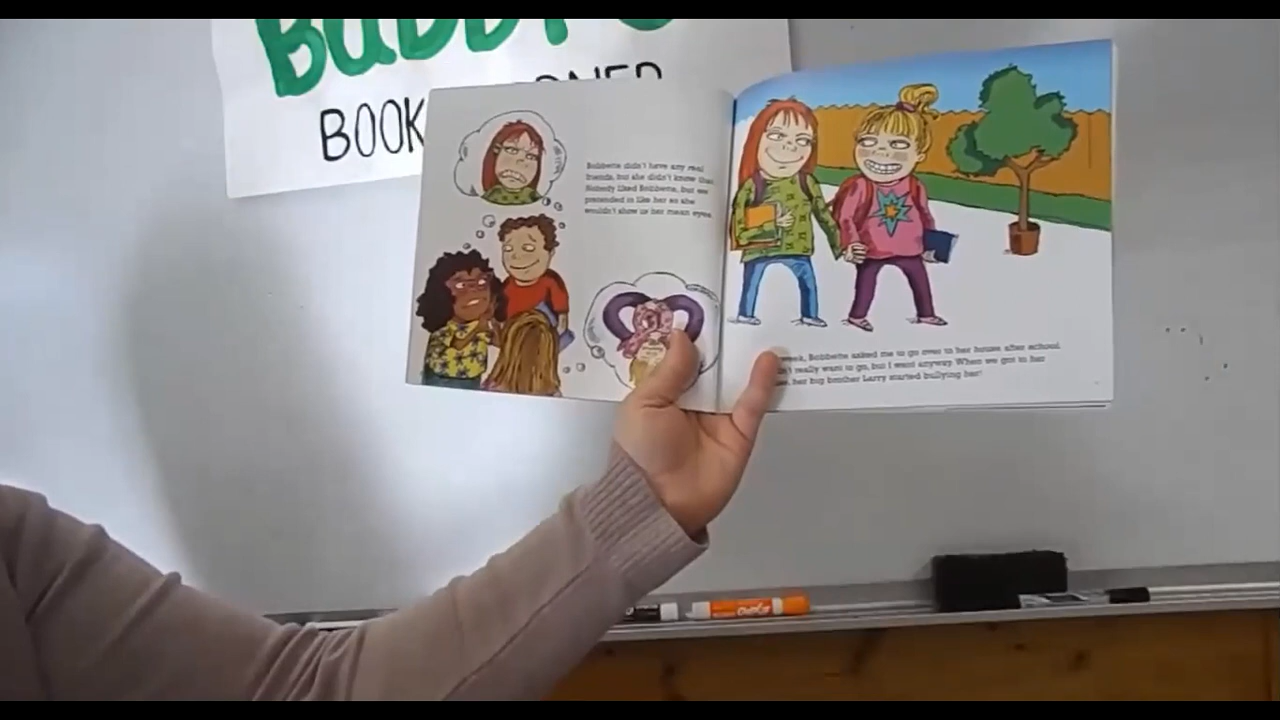 BOOK
Bobbette didn't have any real
friends, but she didn't know that.
Nobody liked Bobbette, but we
pretended to like her so she
wouldn't show us her mean eyes.
week, Bobbette asked me to go over to her house after school.
really want to go, but I went anyway. When we got to her
her big brother Larry started bullying her!
EXPO